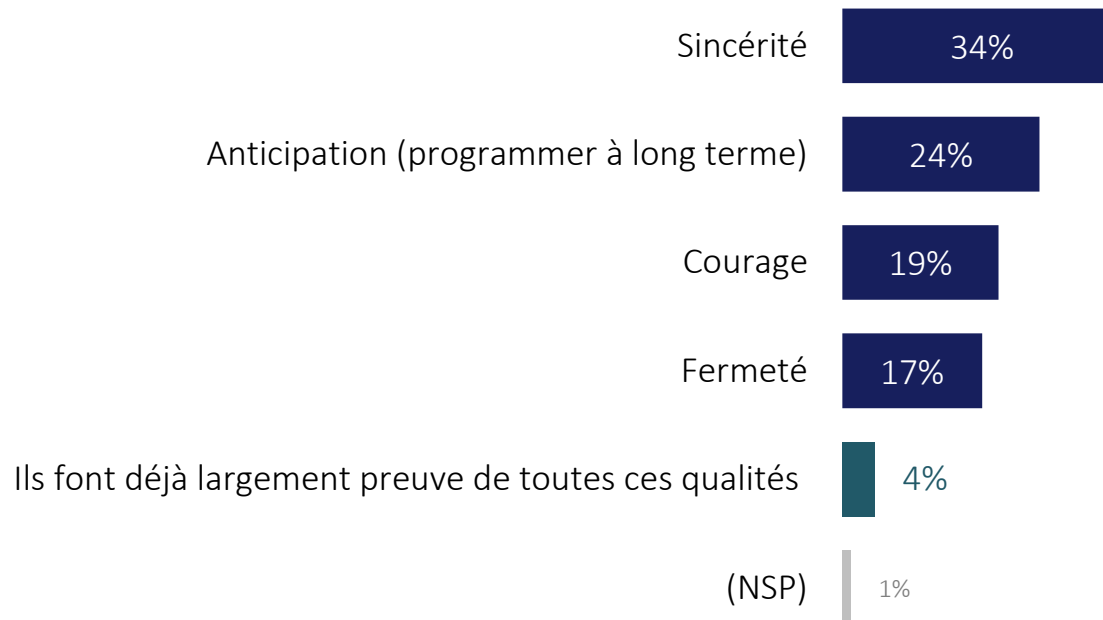 Sincérité 34%
Anticipation (programmer à long terme) 24%
Courage 19%
Fermeté 17%
Ils font déjà largement preuve de toutes ces qualités 4%
(NSP) 1%